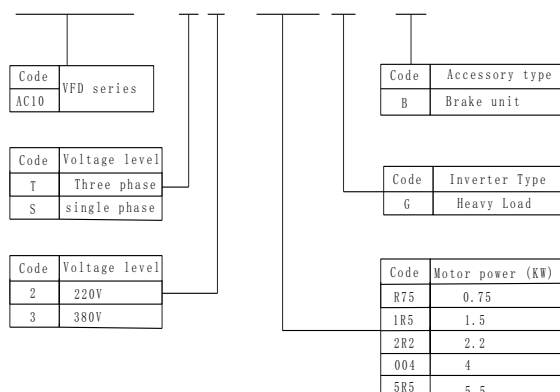 Code VFD series
AC10
Code Voltage level
T Three phase
S single phase
Code Voltage level
2 220V
3 380V
Code Accessory type
B Brake unit
Code Inverter Type
G Heavy Load
Code Motor power (KW)
R75 0.75
1R5 1.5
2R2 2.2
004 4
5R5 5.5